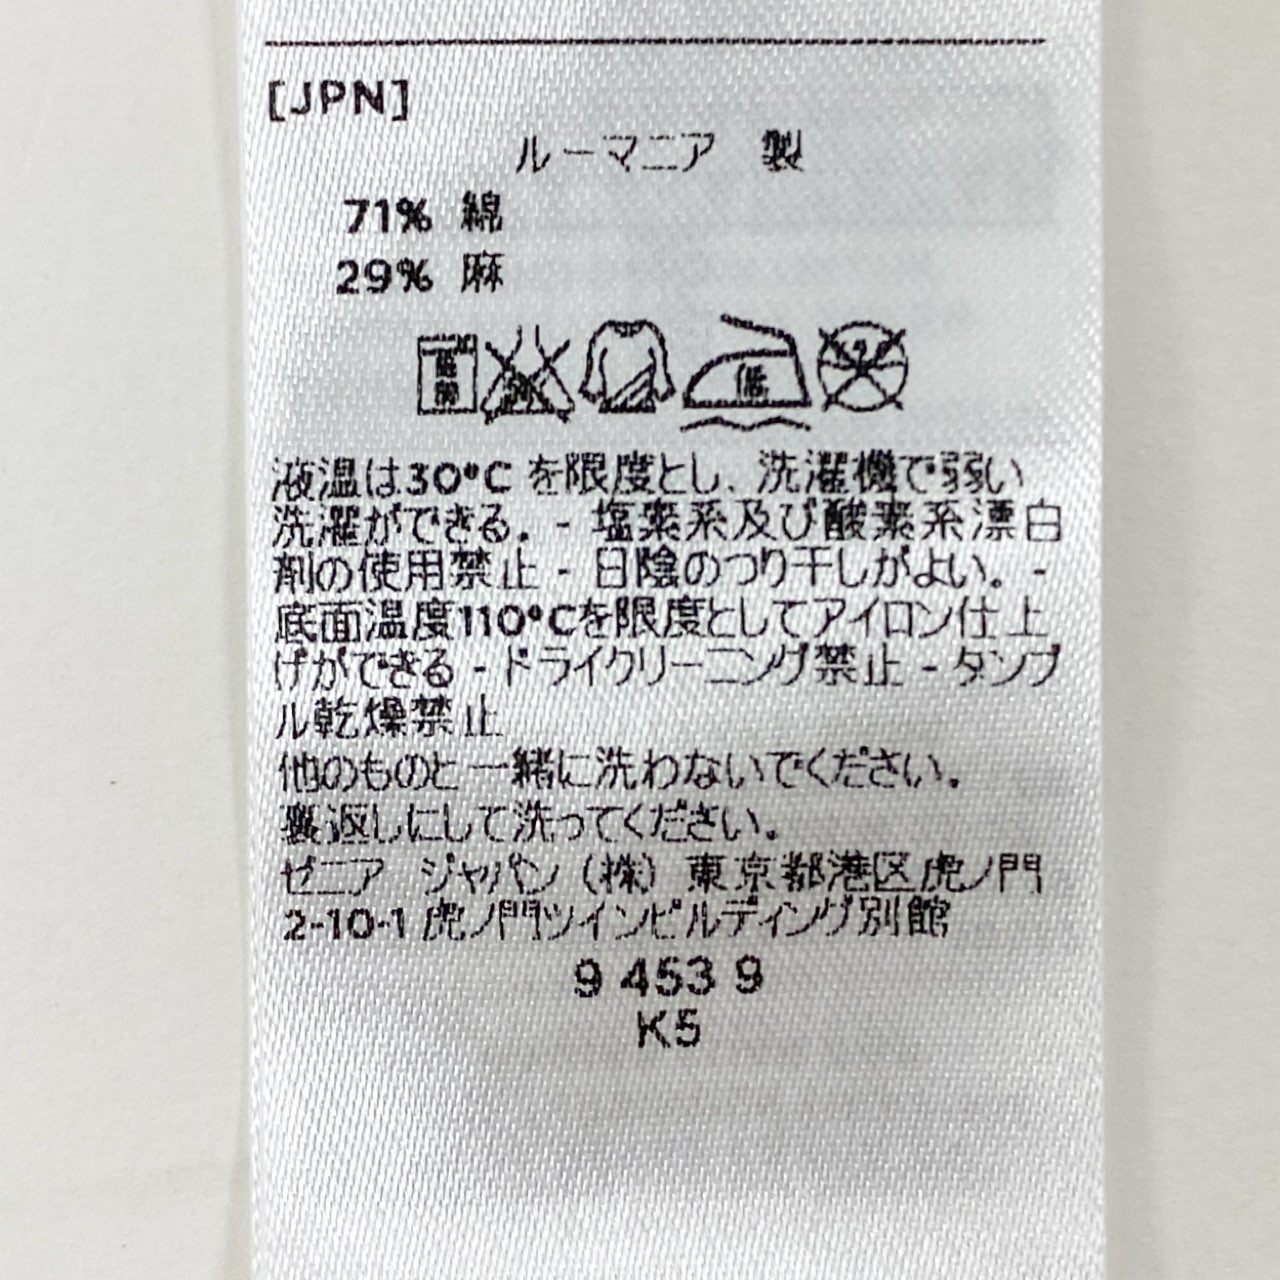 [JPN]
ルーマニア 製
71% 綿
29% 麻
低
液温は30°C を限度とし、洗濯機で弱い
洗濯ができる. - 塩素系及び酸素系漂白
剤の使用禁止 - 日陰のつり干しがよい。 -
底面温度110°Cを限度としてアイロン仕上
げができる - ドライクリーニング禁止 - タンブ
ル乾燥禁止
他のものと一緒に洗わないでください。
裏返しにして洗ってください。
ゼニア ジャパン (株) 東京都港区虎ノ門
2-10-1 虎ノ門ツインビルディング別館
9 453 9
K5